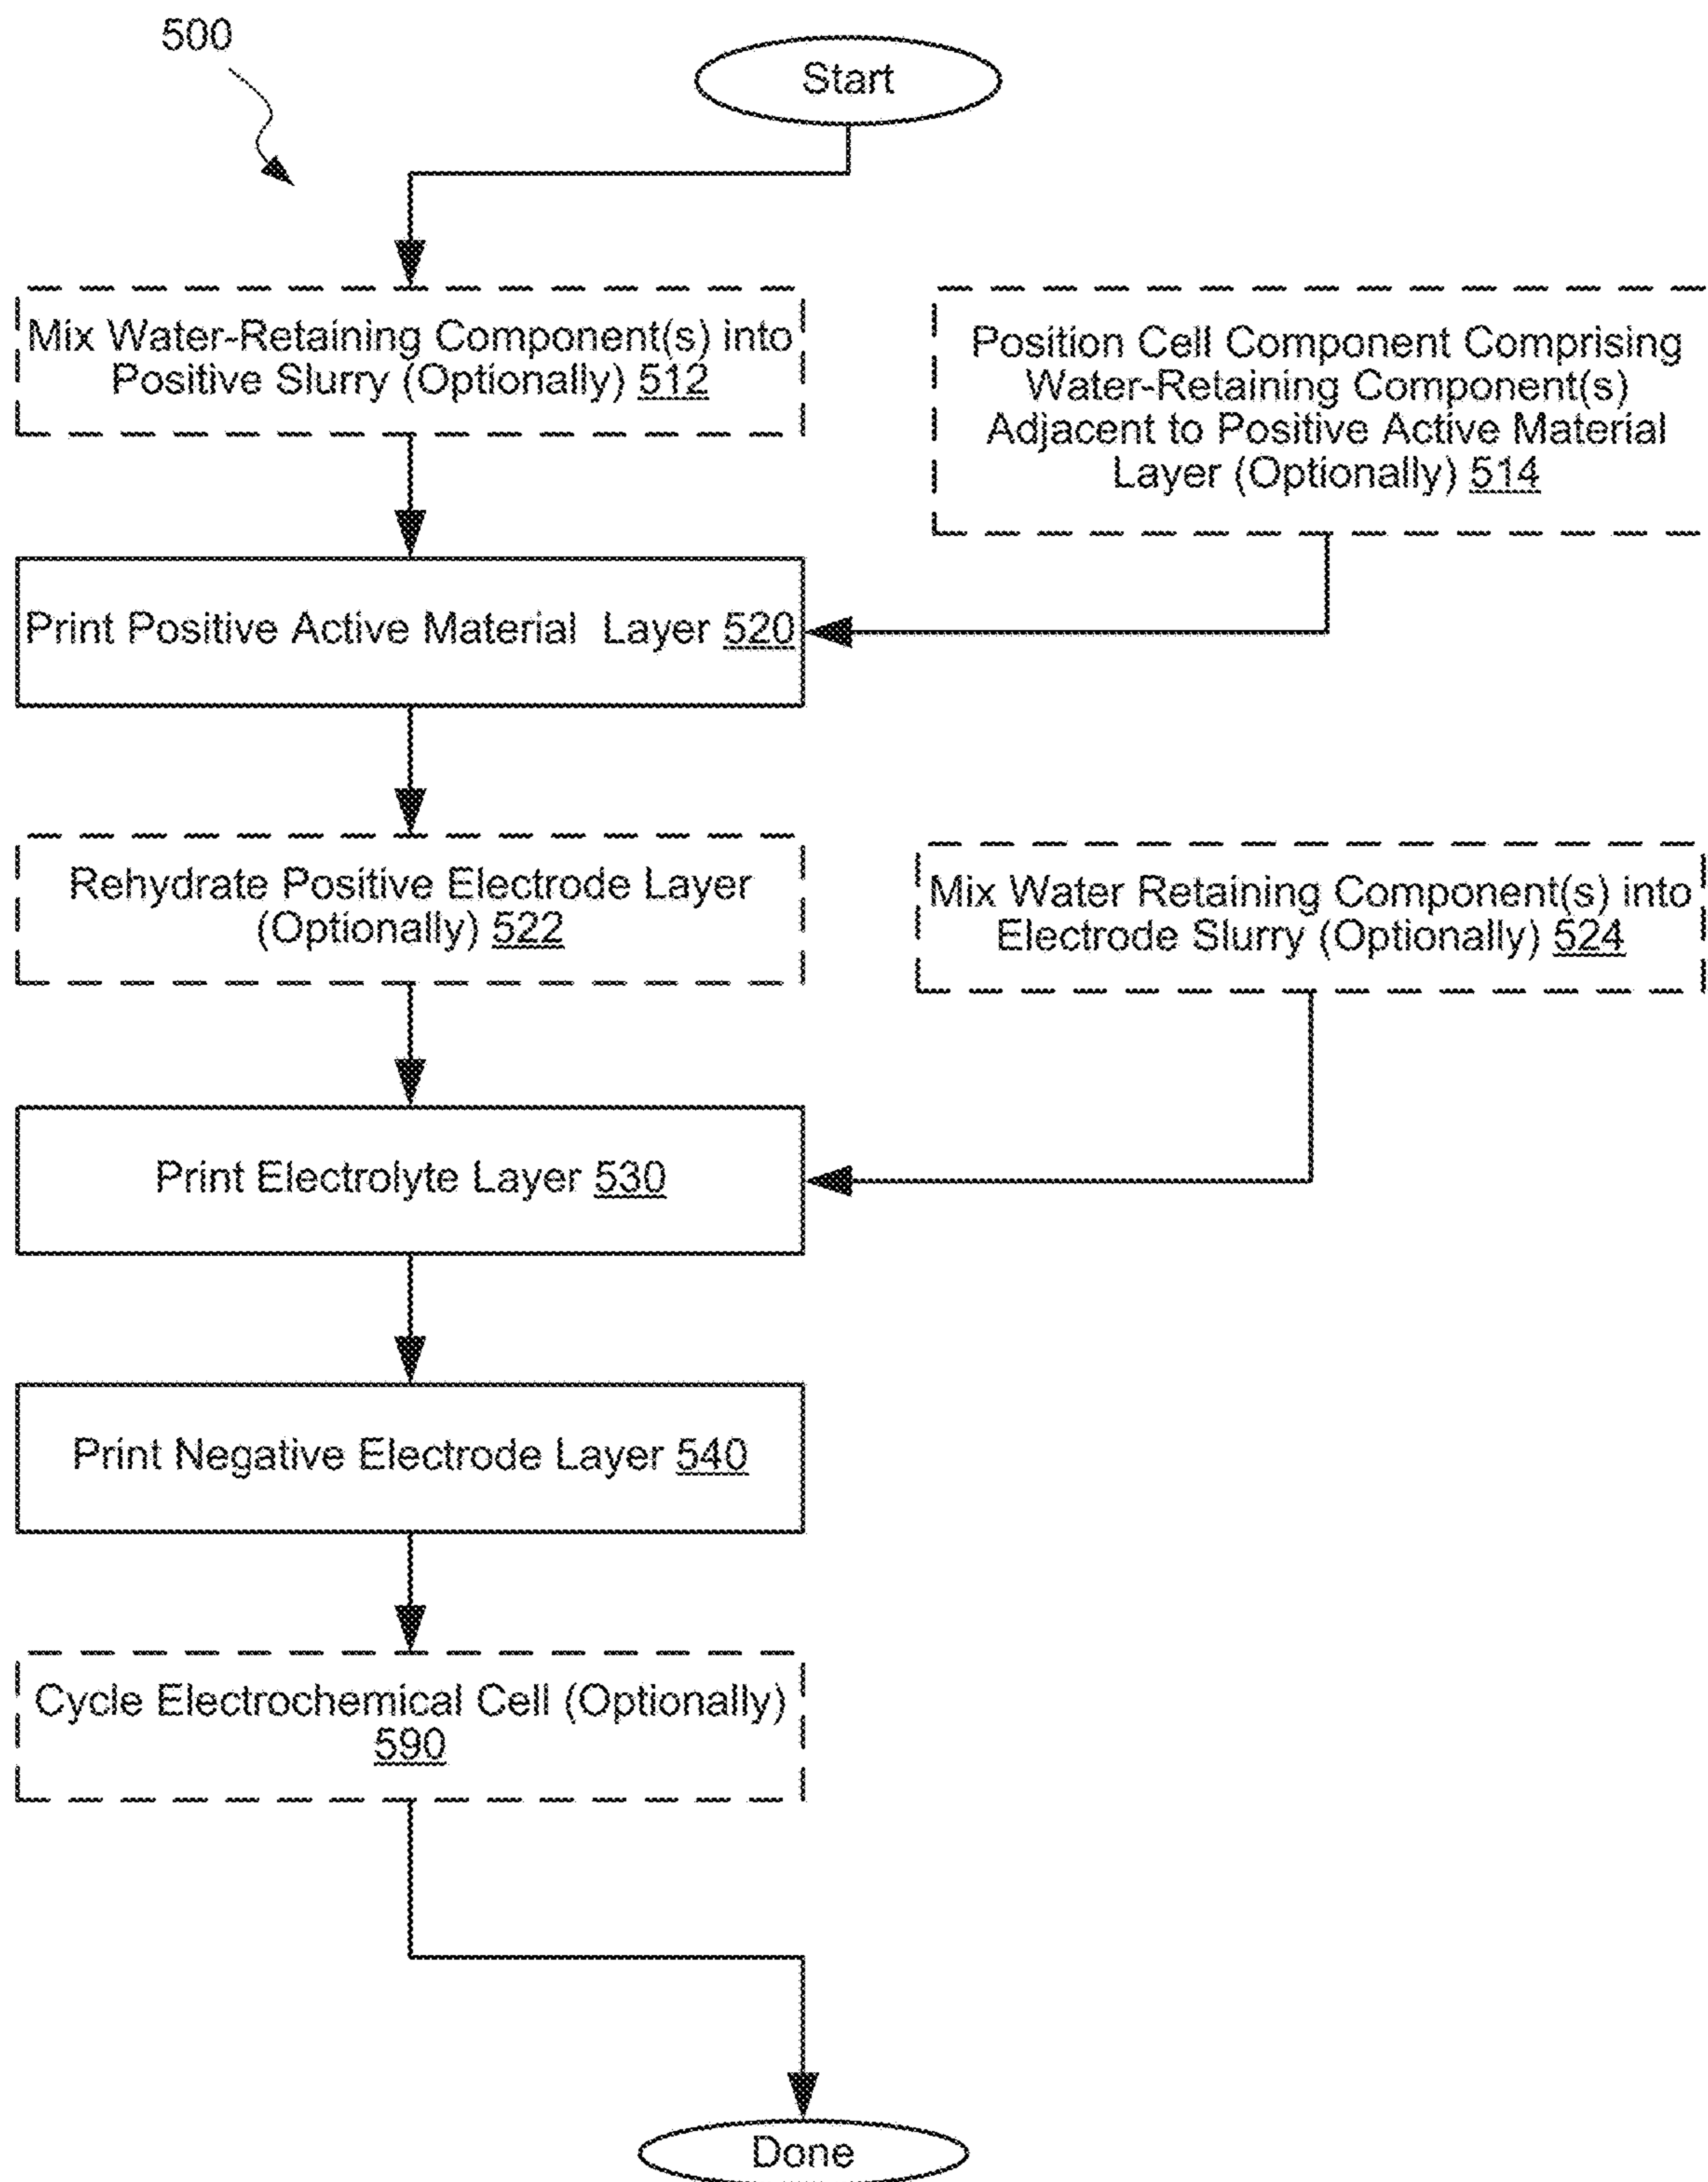 500
Start
Mix Water-Retaining Component(s) into
Positive Slurry (Optionally) 512
Position Cell Component Comprising
Water-Retaining Component(s)
Adjacent to Positive Active Material
Layer (Optionally) 514
Print Positive Active Material Layer 520
Rehydrate Positive Electrode Layer
(Optionally) 522
Mix Water Retaining Component(s) into
Electrode Slurry (Optionally) 524
Print Electrolyte Layer 530
Print Negative Electrode Layer 540
Cycle Electrochemical Cell (Optionally)
590
Done